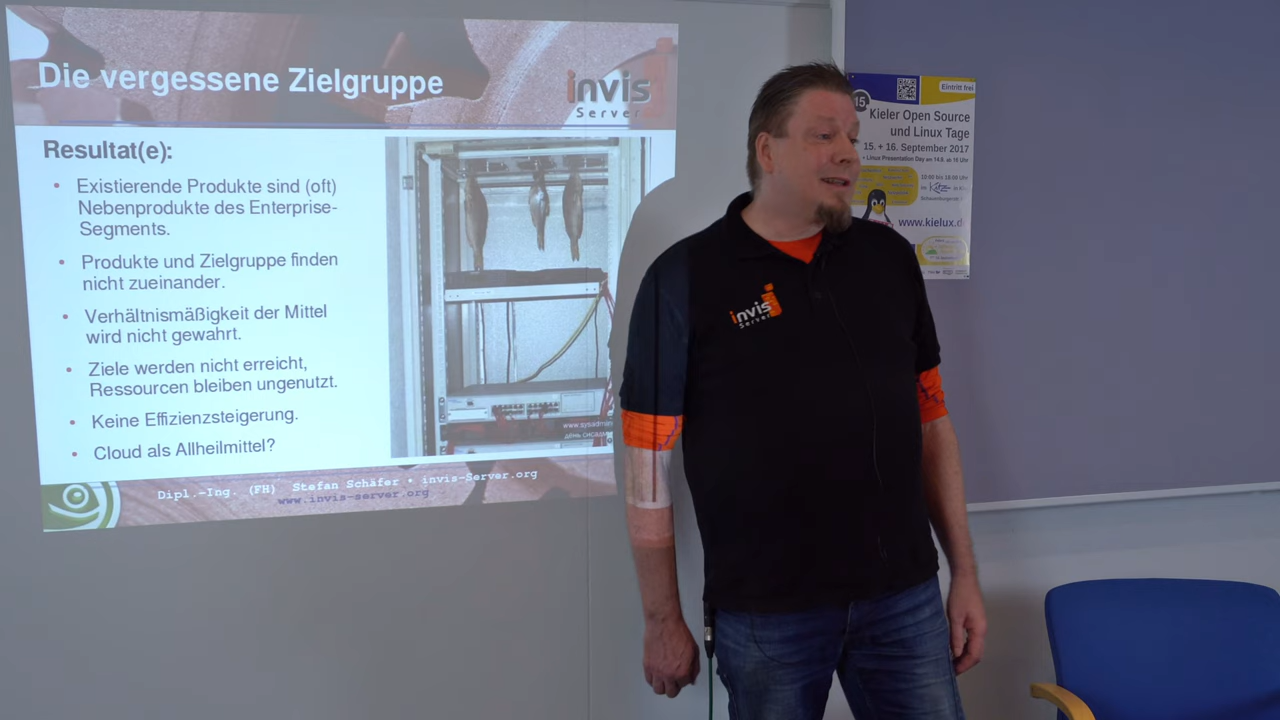 Die vergessene Zielgruppe
invis
Server
Resultat(e):
• Existierende Produkte sind (oft)
Nebenprodukte des Enterprise-
Segments.
• Produkte und Zielgruppe finden
nicht zueinander.
• Verhältnismäßigkeit der Mittel
wird nicht gewahrt.
• Ziele werden nicht erreicht,
Ressourcen bleiben ungenutzt.
• Keine Effizienzsteigerung.
• Cloud als Allheilmittel?
Dipl.-Ing. (FH) Stefan Schäfer • invis-Server.org
www.invis-server.org
invis
Server
Eintritt frei
15.
Kieler Open Source
und Linux Tage
15. + 16. September 2017
www.kielux.d